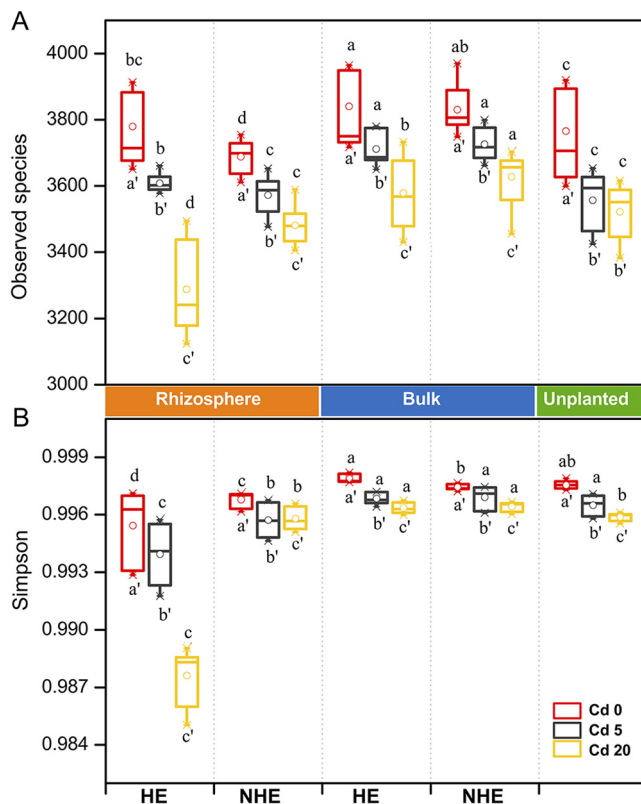 A
Observed species
4000
3800
3600
3400
3200
3000
bc b d
a' b' c'
d c c
a' b' c'
a a b
a' b' c'
ab a a
a' b' c'
c c c
a' b' c'
Rhizosphere Bulk Unplanted
B
Simpson
0.999
0.996
0.993
0.990
0.987
0.984
d c c
a' b' c'
c b b
a' b' c'
a a a
a' b' c'
b a a
a' b' c'
ab a b
a' b' c'
Cd 0
Cd 5
Cd 20
HE NHE HE NHE